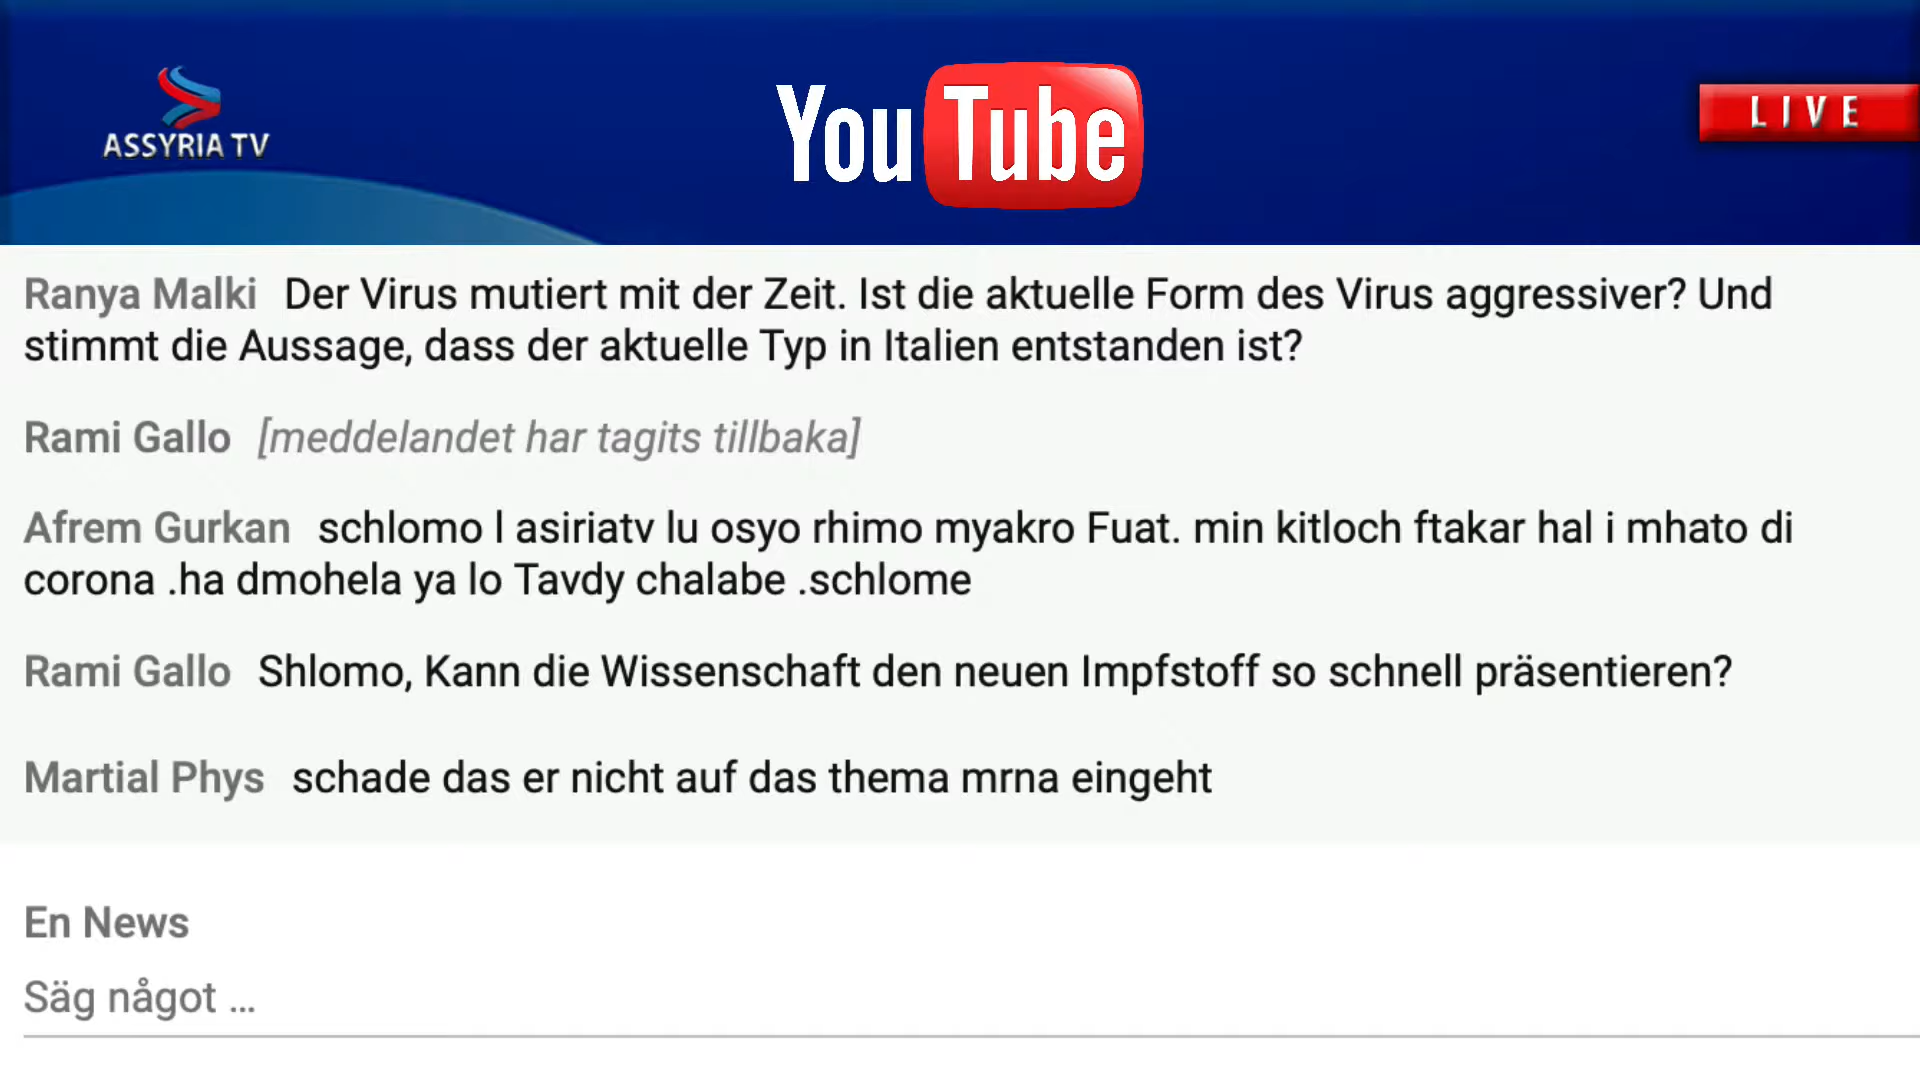 ASSYRIA TV
YouTube
LIVE
Ranya Malki Der Virus mutiert mit der Zeit. Ist die aktuelle Form des Virus aggressiver? Und
stimmt die Aussage, dass der aktuelle Typ in Italien entstanden ist?
Rami Gallo [meddelandet har tagits tillbaka]
Afrem Gurkan schlomo l asiriatv lu osyo rhimo myakro Fuat. min kitloch ftakar hal i mhato di
corona .ha dmohela ya lo Tavdy chalabe .schlome
Rami Gallo Shlomo, Kann die Wissenschaft den neuen Impfstoff so schnell präsentieren?
Martial Phys schade das er nicht auf das thema mrna eingeht
En News
Säg något ...